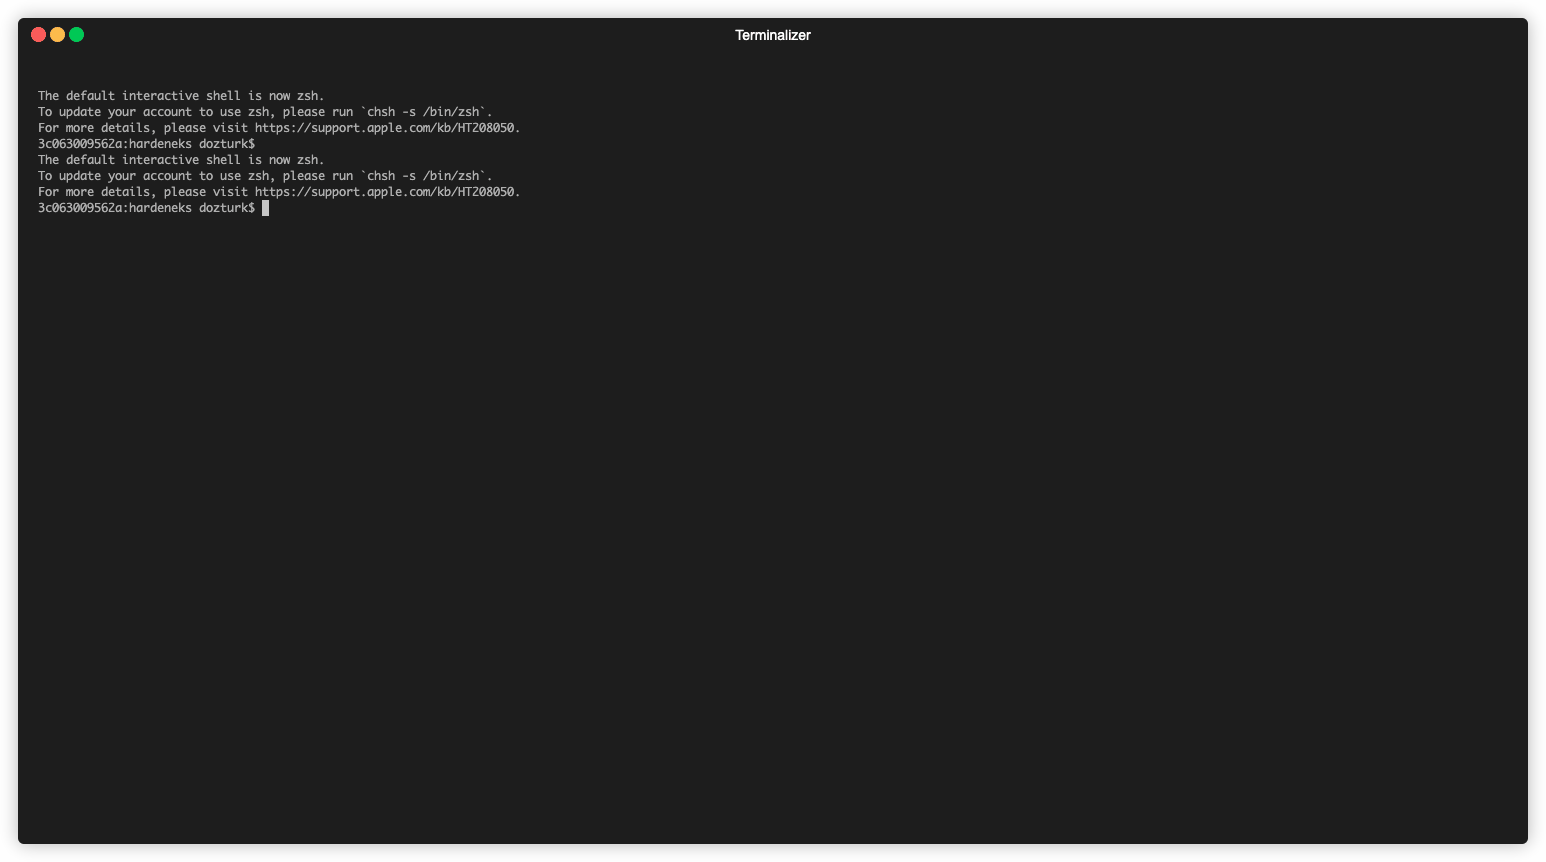 Terminalizer
The default interactive shell is now zsh.
To update your account to use zsh, please run `chsh -s /bin/zsh`.
For more details, please visit https://support.apple.com/kb/HT208050.
3c063009562a:hardeneks dozturk$
The default interactive shell is now zsh.
To update your account to use zsh, please run `chsh -s /bin/zsh`.
For more details, please visit https://support.apple.com/kb/HT208050.
3c063009562a:hardeneks dozturk$